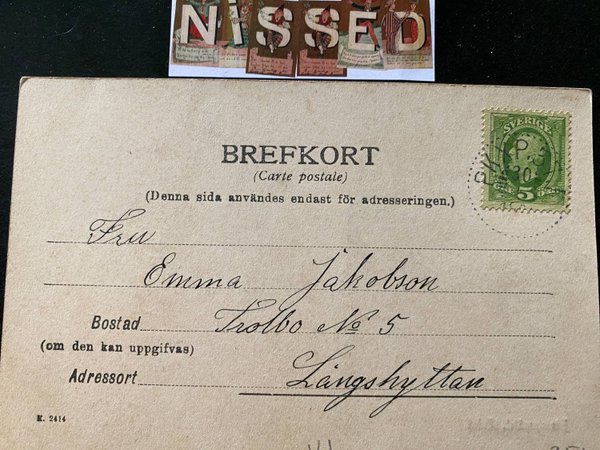 NISSED
BREFKORT
(Carte postale)
(Denna sida användes endast för adresseringen.)
SVERIGE
5
Fru
Emma Jakobson
Bostad Trolbo No 5
(om den kan uppgifvas)
Adressort Långshyttan
K. 2414